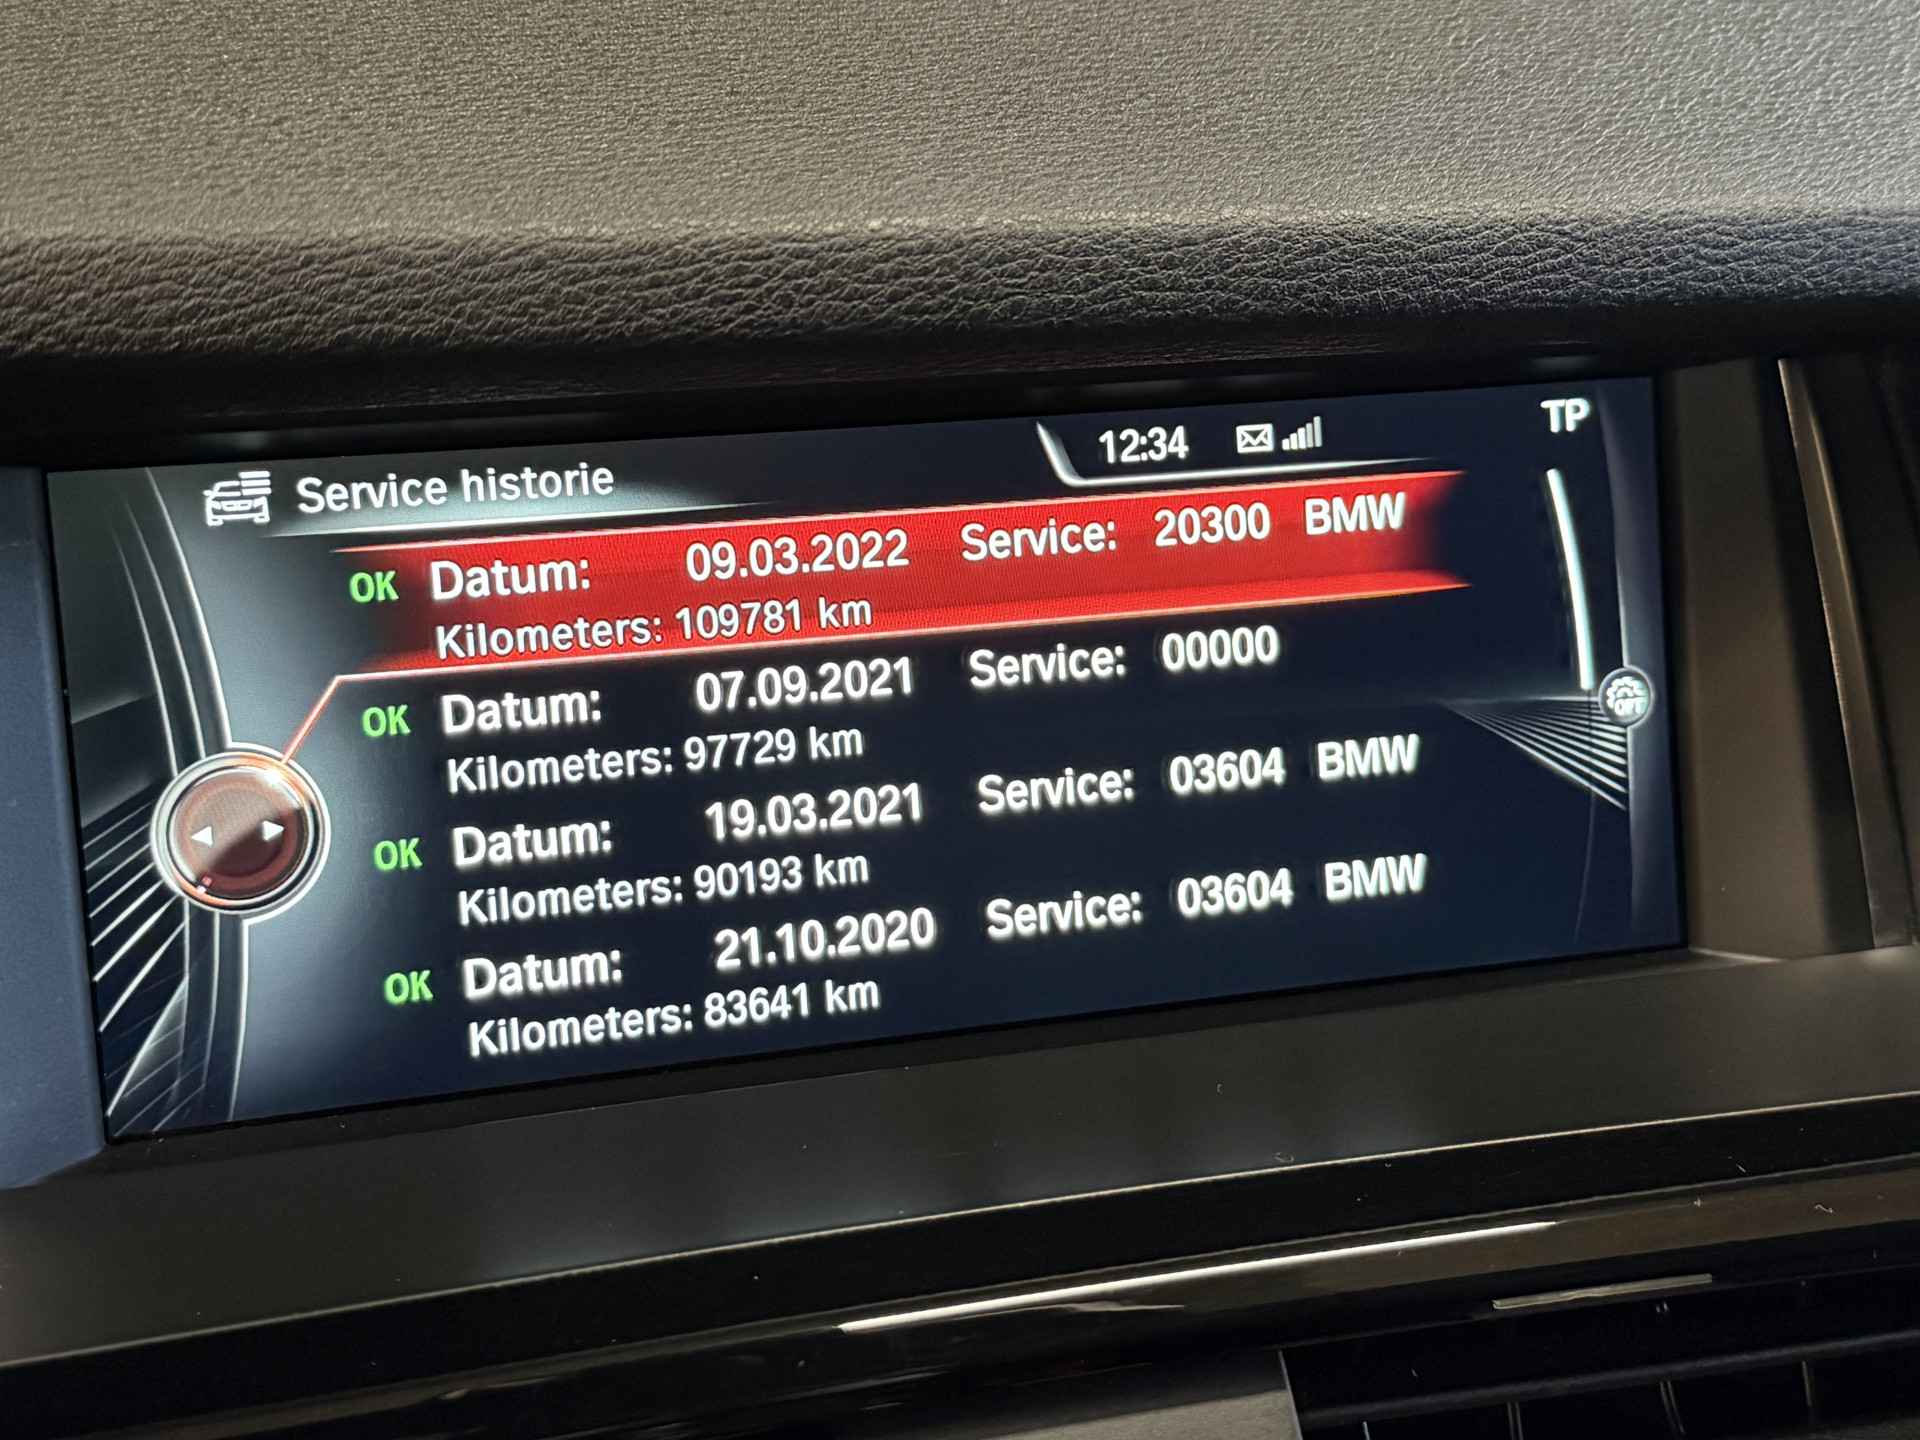 TP
12:34
Service historie
OK Datum: 09.03.2022 Service: 20300 BMW
Kilometers: 109781 km
OK Datum: 07.09.2021 Service: 00000
Kilometers: 97729 km
OK Datum: 19.03.2021 Service: 03604 BMW
Kilometers: 90193 km
OK Datum: 21.10.2020 Service: 03604 BMW
Kilometers: 83641 km
OFF